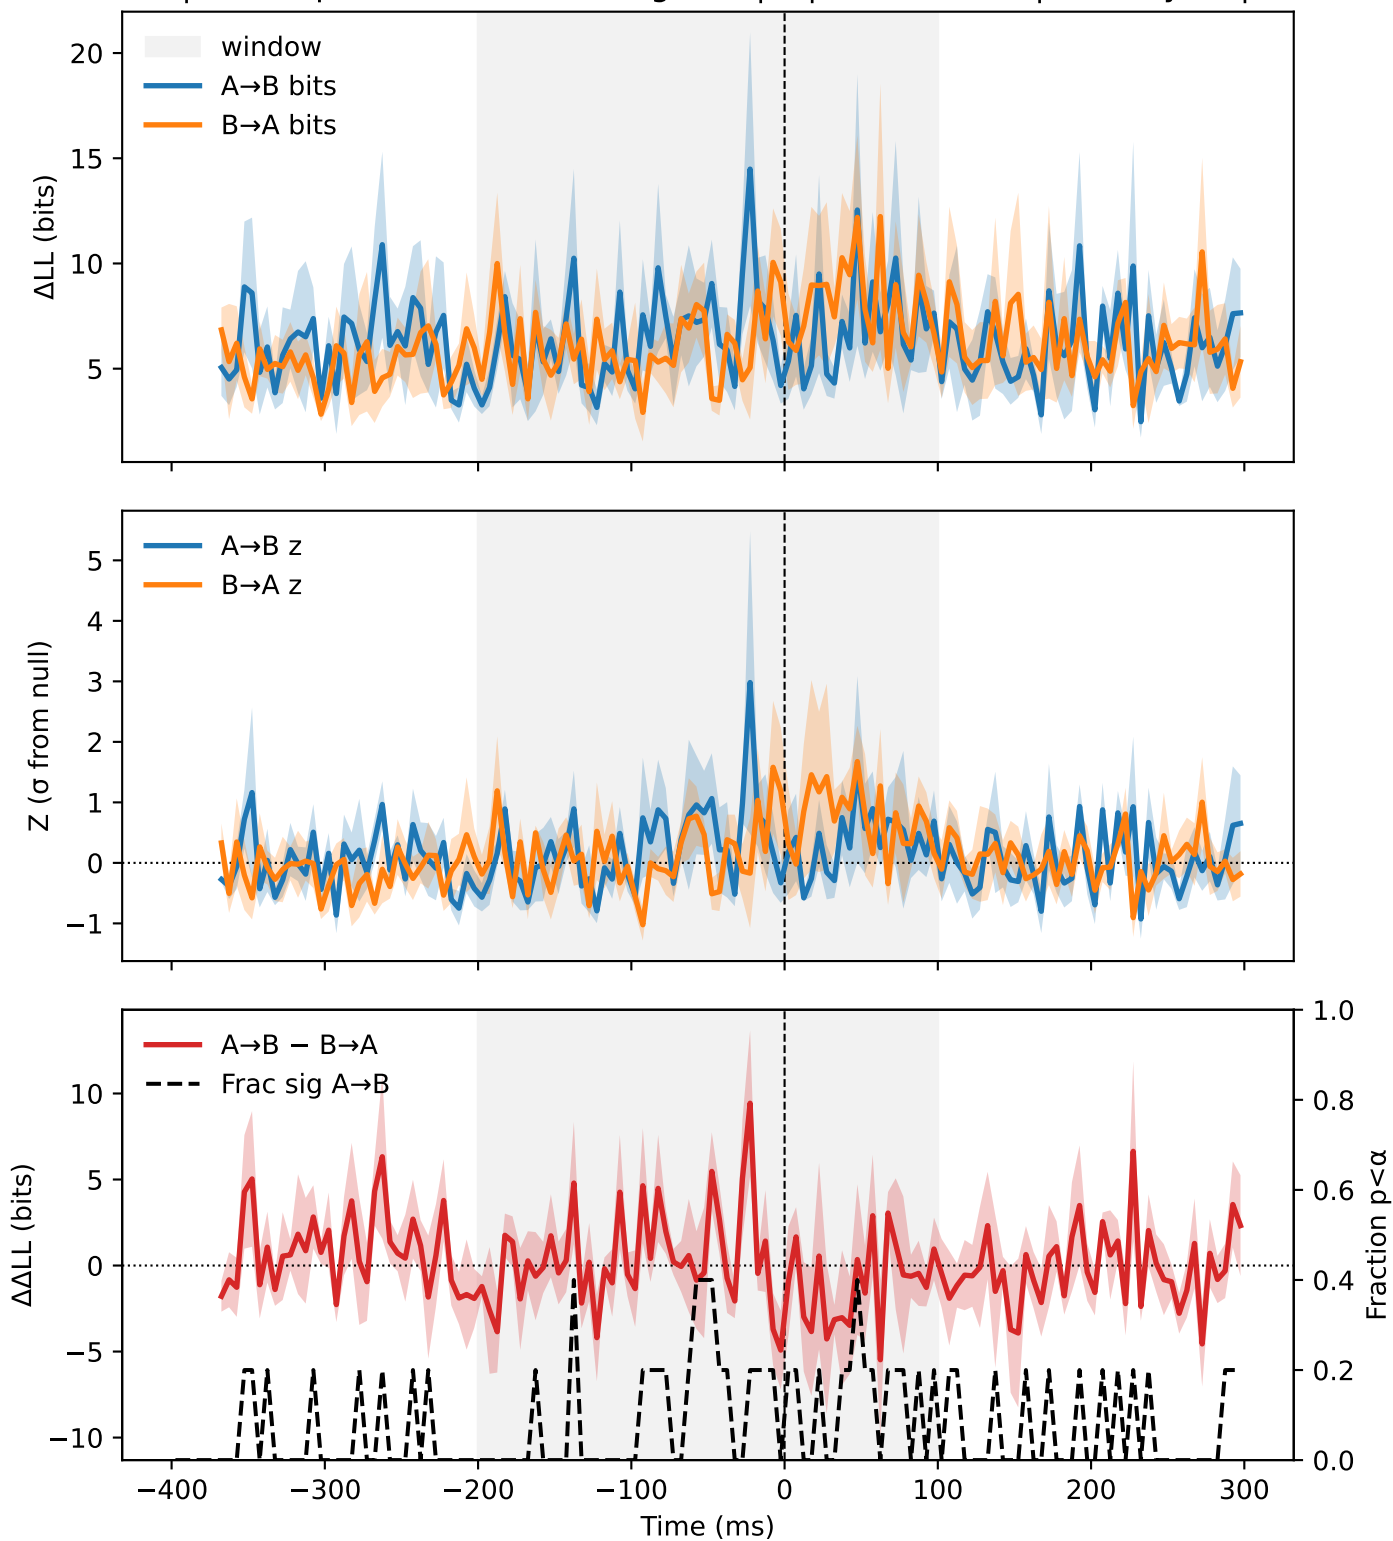 window
A→B bits
B→A bits
20
15
10
5
ΔLL (bits)
A→B z
B→A z
5
4
3
2
1
0
−1
Z (σ from null)
A→B − B→A
Frac sig A→B
10
5
0
−5
−10
ΔΔLL (bits)
1.0
0.8
0.6
0.4
0.2
0.0
Fraction p<α
−400 −300 −200 −100 0 100 200 300
Time (ms)